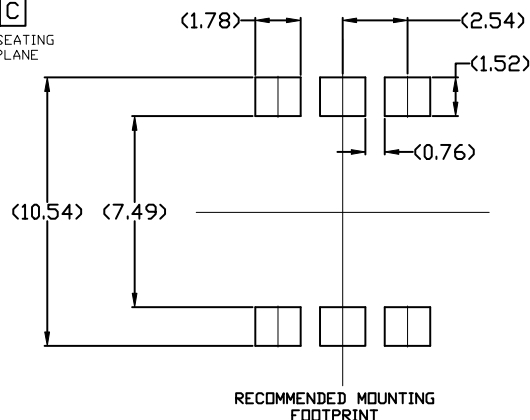 C
SEATING
PLANE
(1.78)
(2.54)
(1.52)
(0.76)
(10.54)
(7.49)
RECOMMENDED MOUNTING
FOOTPRINT